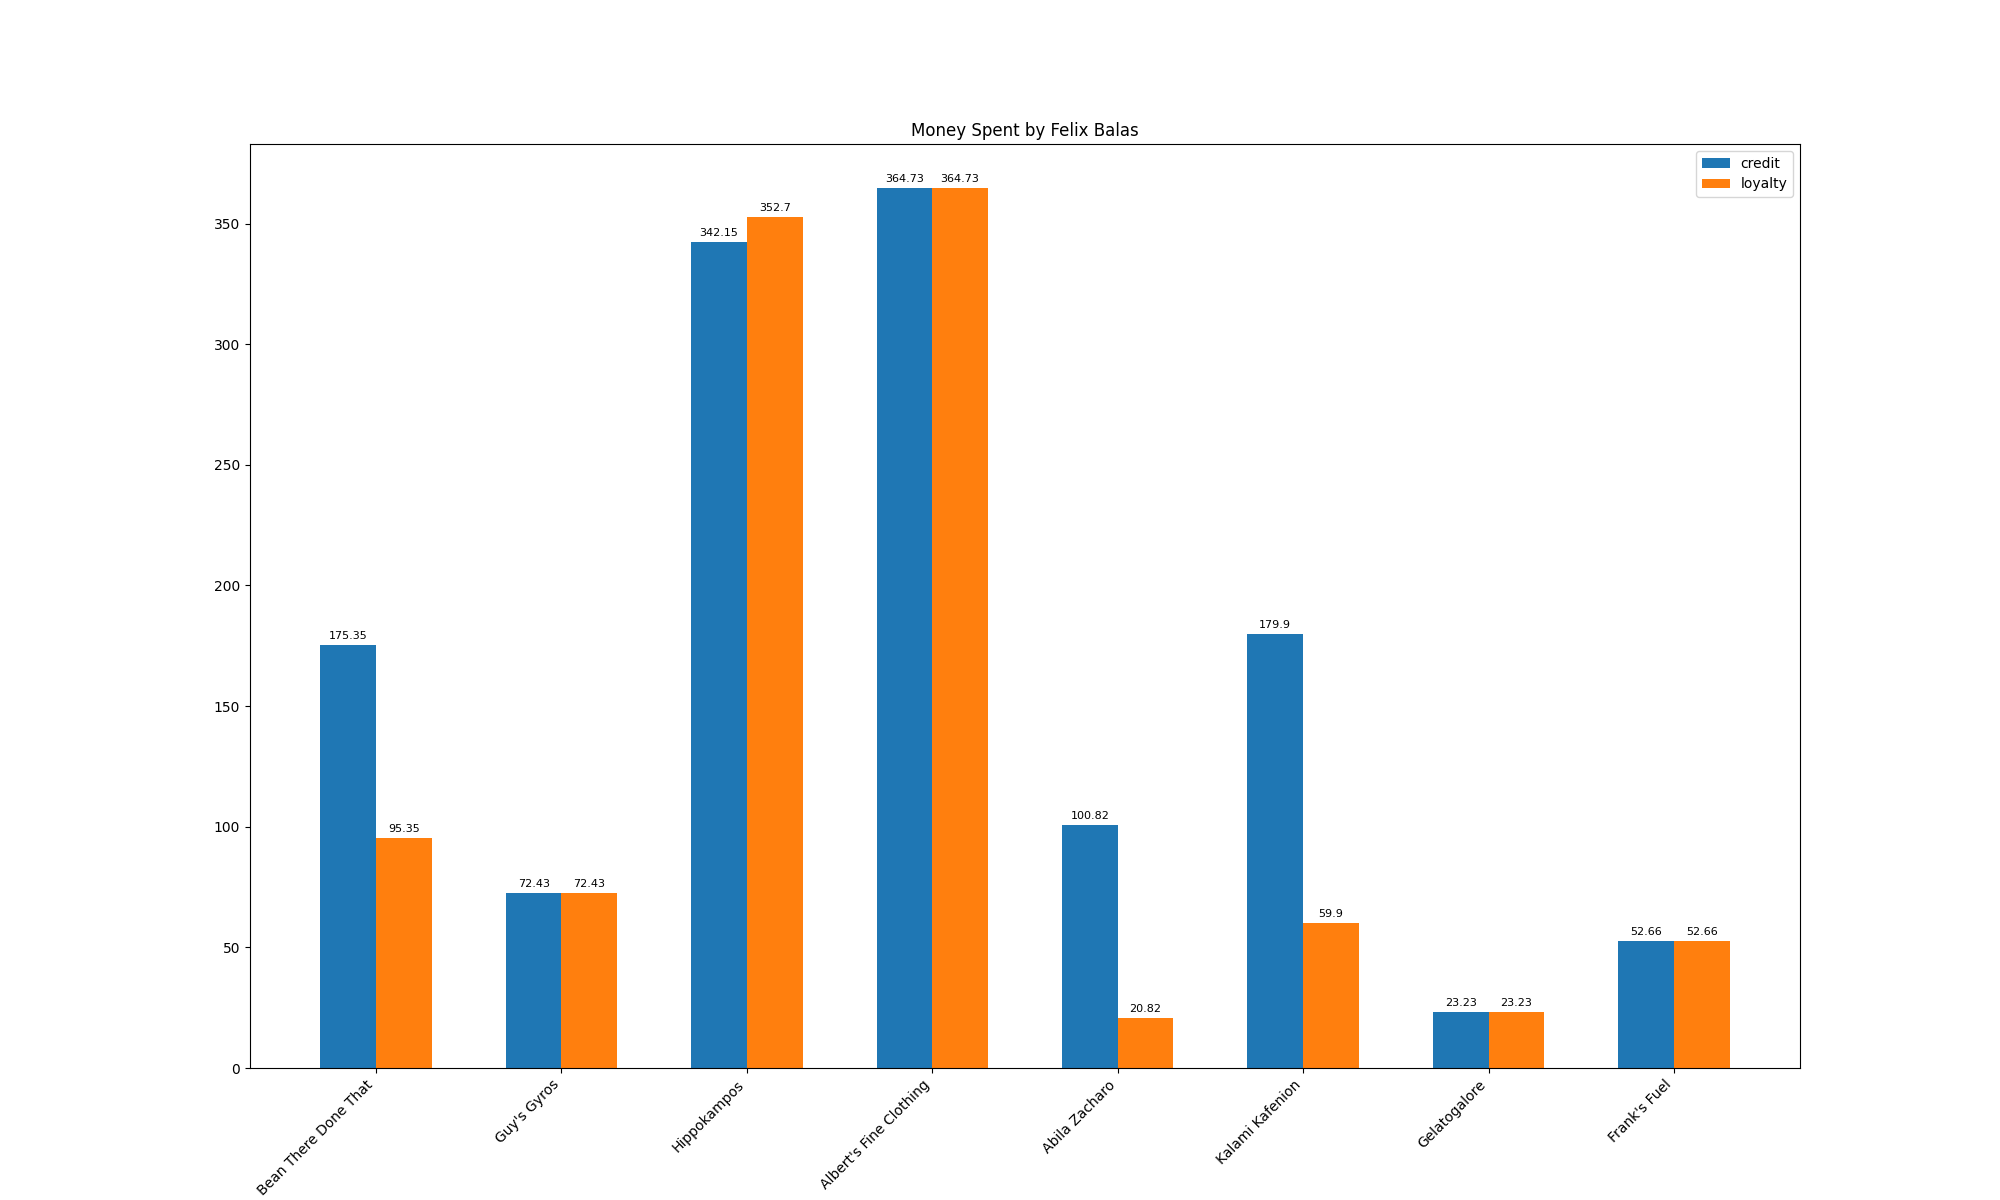 Money Spent by Felix Balas
credit
loyalty
350
300
250
200
150
100
50
0
175.35
95.35
72.43
72.43
342.15
352.7
364.73
364.73
100.82
20.82
179.9
59.9
23.23
23.23
52.66
52.66
Bean There Done That
Guy's Gyros
Hippokampos
Albert's Fine Clothing
Abila Zacharo
Kalami Kafenion
Gelatogalore
Frank's Fuel